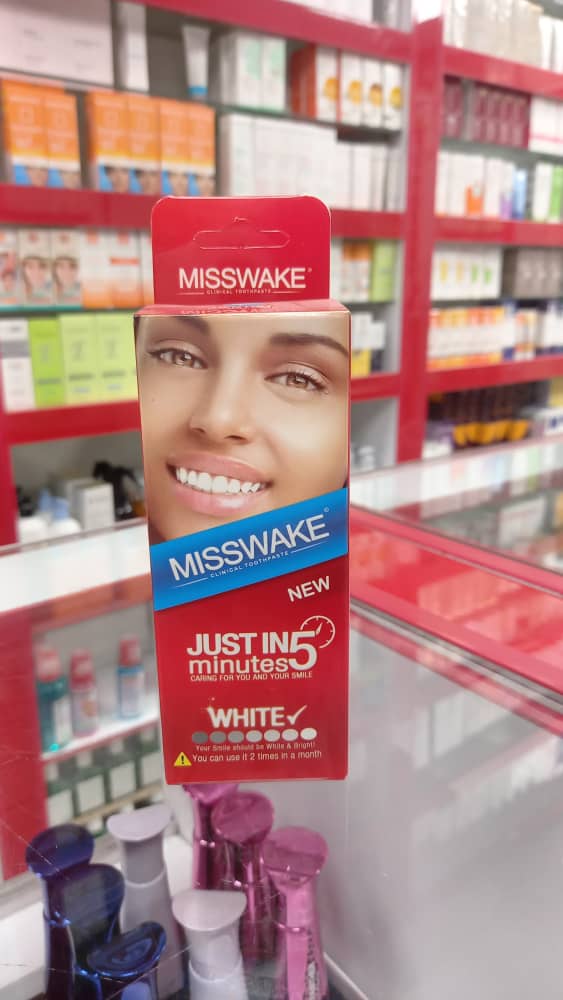 MISSWAKE®
CLINICAL TOOTHPASTE
MISSWAKE©
CLINICAL TOOTHPASTE
NEW
JUST IN 5
minutes
CARING FOR YOU AND YOUR SMILE
WHITE✓
Your Smile should be White & Bright!
You can use it 2 times in a month